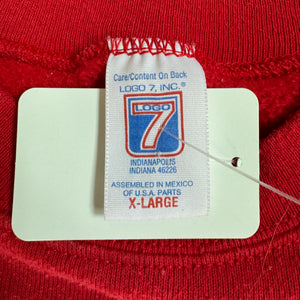 Care/Content On Back
LOGO 7, INC.®
LOGO
7
INDIANAPOLIS
INDIANA 46226
ASSEMBLED IN MEXICO
OF U.S.A. PARTS
X-LARGE